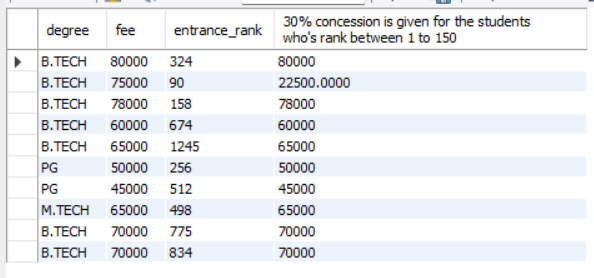 degree fee entrance_rank 30% concession is given for the students
who's rank between 1 to 150
B.TECH 80000 324 80000
B.TECH 75000 90 22500.0000
B.TECH 78000 158 78000
B.TECH 60000 674 60000
B.TECH 65000 1245 65000
PG 50000 256 50000
PG 45000 512 45000
M.TECH 65000 498 65000
B.TECH 70000 775 70000
B.TECH 70000 834 70000